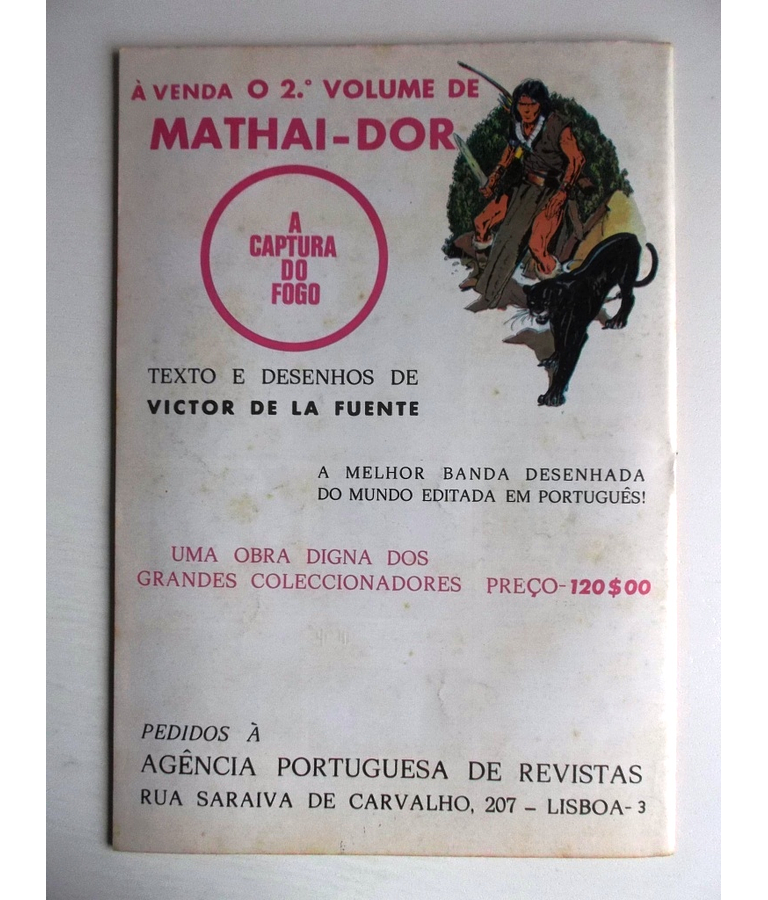 À VENDA O 2.º VOLUME DE
MATHAI-DOR
A
CAPTURA
DO
FOGO
TEXTO E DESENHOS DE
VICTOR DE LA FUENTE
A MELHOR BANDA DESENHADA
DO MUNDO EDITADA EM PORTUGUÊS!
UMA OBRA DIGNA DOS
GRANDES COLECCIONADORES PREÇO-120$00
PEDIDOS À
AGÊNCIA PORTUGUESA DE REVISTAS
RUA SARAIVA DE CARVALHO, 207 – LISBOA-3